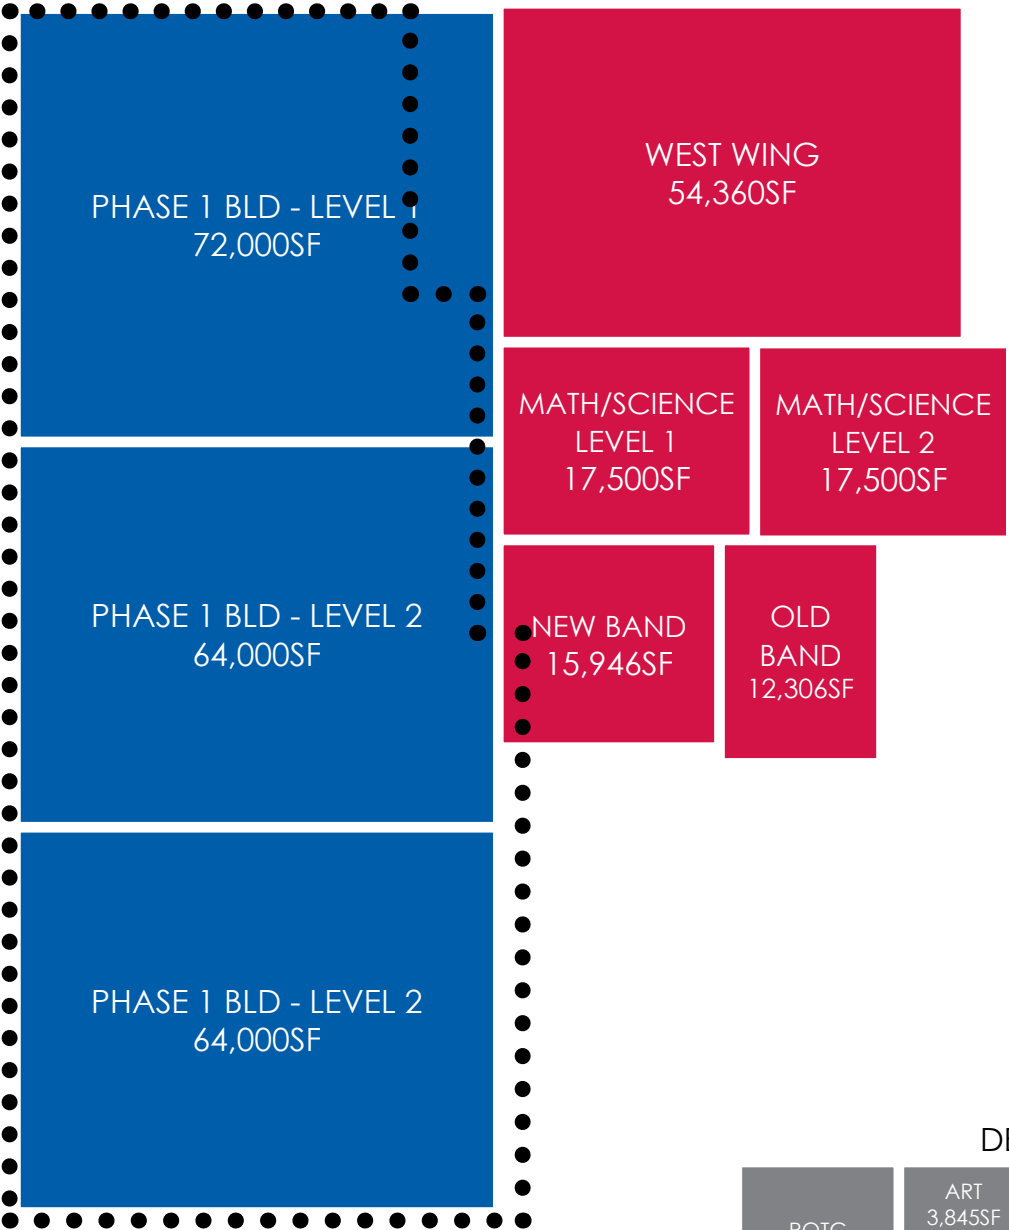 PHASE 1 BLD - LEVEL 1
72,000SF
WEST WING
54,360SF
MATH/SCIENCE
LEVEL 1
17,500SF
MATH/SCIENCE
LEVEL 2
17,500SF
PHASE 1 BLD - LEVEL 2
64,000SF
NEW BAND
15,946SF
OLD
BAND
12,306SF
PHASE 1 BLD - LEVEL 2
64,000SF
ART
3,845SF